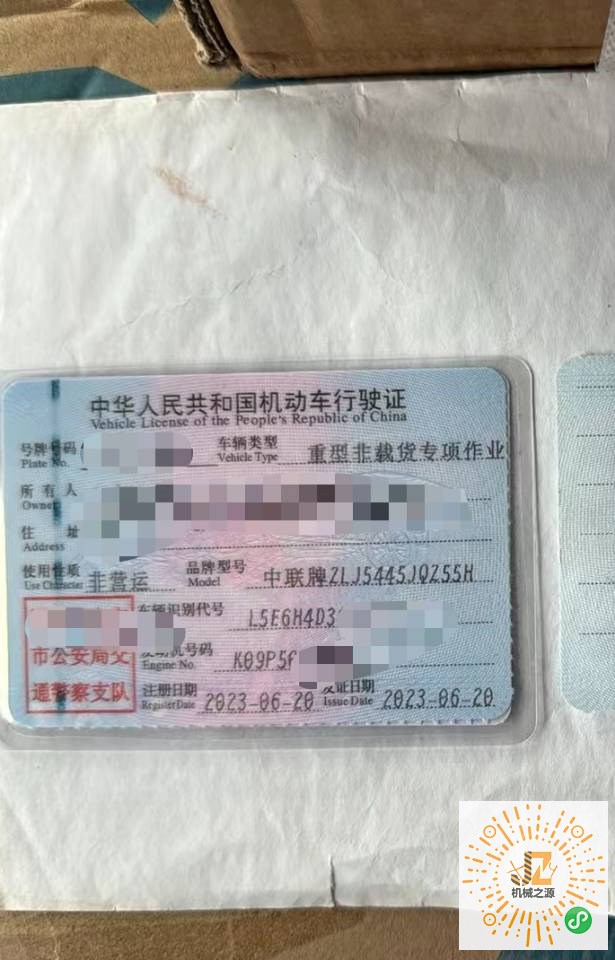 中华人民共和国机动车行驶证
Vehicle License of the People's Republic of China
号牌号码 车辆类型 重型非载货专项作业
Plate No. Vehicle Type
所有人
Owner
住址
Address
使用性质 非营运 品牌型号 中联牌ZLJ5445JQZ55H
Use Character Model
车辆识别代号 L5E6H4D3
发动机号码 K09P5
Engine No.
市公安局交
通警察支队
注册日期 2023-06-20 发证日期 2023-06-20
Register Date Issue Date
JZ
机械之源